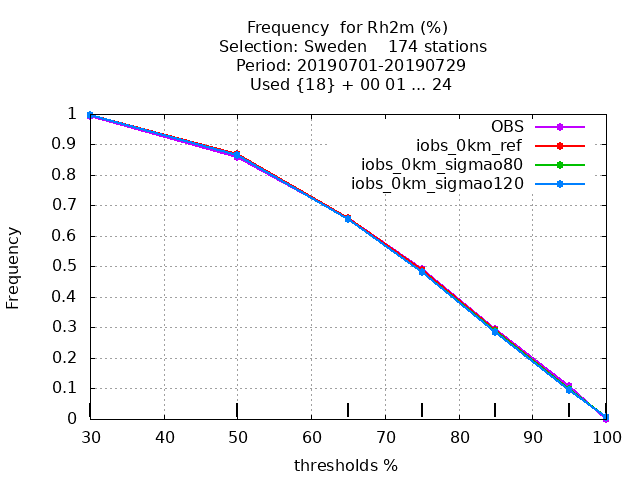 Frequency  for Rh2m (%)
Selection: Sweden    174 stations
Period: 20190701-20190729
Used {18} + 00 01 ... 24
OBS
iobs_0km_ref
iobs_0km_sigmao80
iobs_0km_sigmao120
Frequency
1
0.9
0.8
0.7
0.6
0.5
0.4
0.3
0.2
0.1
0
30 40 50 60 70 80 90 100
thresholds %